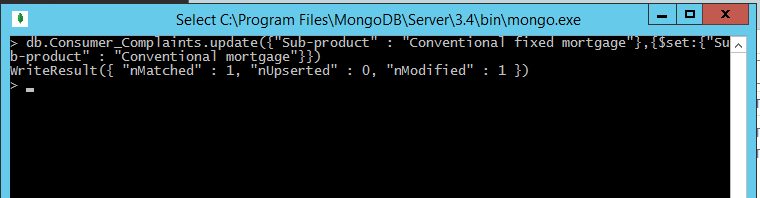 Select C:\Program Files\MongoDB\Server\3.4\bin\mongo.exe
> db.Consumer_Complaints.update({"Sub-product" : "Conventional fixed mortgage"},{$set:{"Su
b-product" : "Conventional mortgage"}})
WriteResult({ "nMatched" : 1, "nUpserted" : 0, "nModified" : 1 })
>